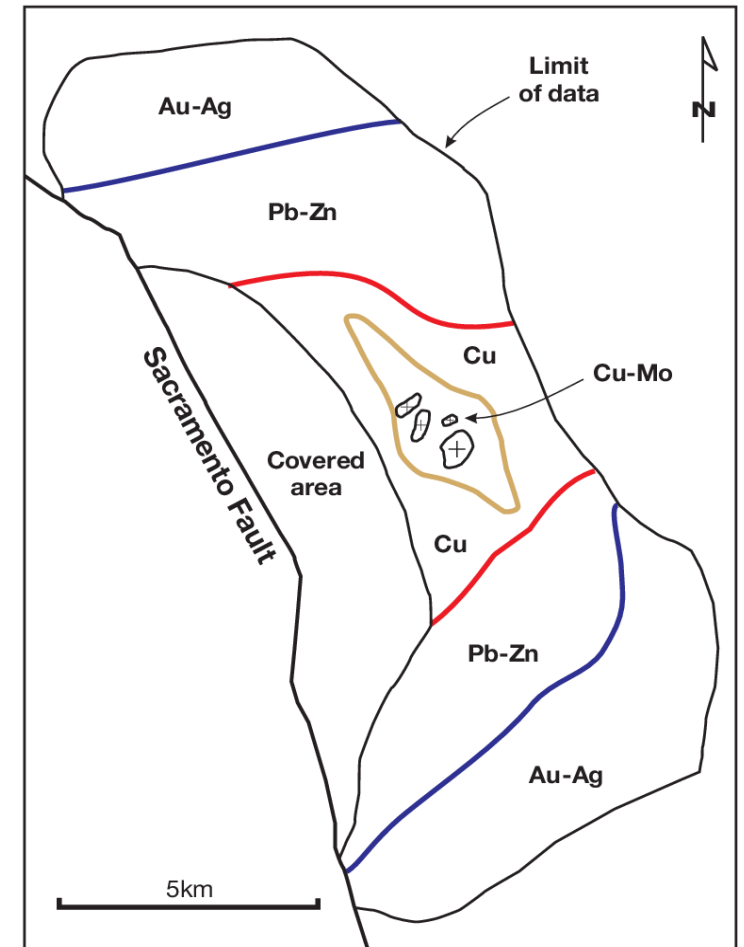 Au-Ag
Limit
of data
N
Pb-Zn
Cu
Cu-Mo
Sacramento Fault
Covered
area
Cu
Pb-Zn
Au-Ag
5km